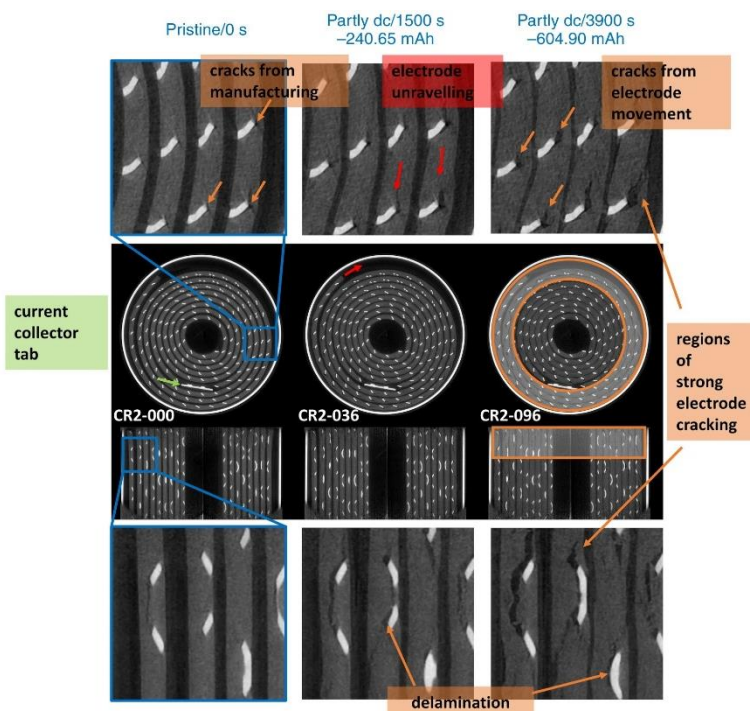 Pristine/0 s
Partly dc/1500 s
–240.65 mAh
Partly dc/3900 s
–604.90 mAh
cracks from
manufacturing
electrode
unravelling
cracks from
electrode
movement
current
collector
tab
regions
of
strong
electrode
cracking
CR2-000
CR2-036
CR2-096
delamination